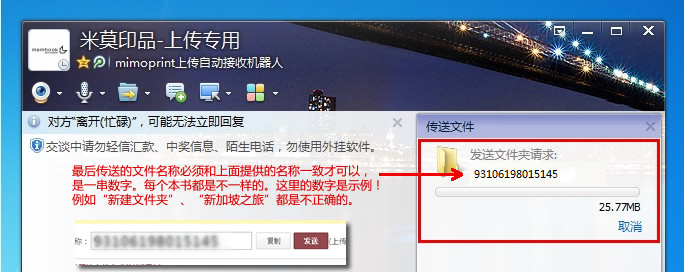 membook
米莫印品-上传专用
mimoprint上传自动接收机器人
对方“离开(忙碌)”，可能无法立即回复
交谈中请勿轻信汇款、中奖信息、陌生电话，勿使用外挂软件。
最后传送的文件名称必须和上面提供的名称一致才可以，
是一串数字。每个本书都是不一样的。这里的数字是示例！
例如“新建文件夹”、“新加坡之旅”都是不正确的。
称：
93106198015145
复制
发送
(上传
传送文件
发送文件夹请求:
93106198015145
25.77MB
取消